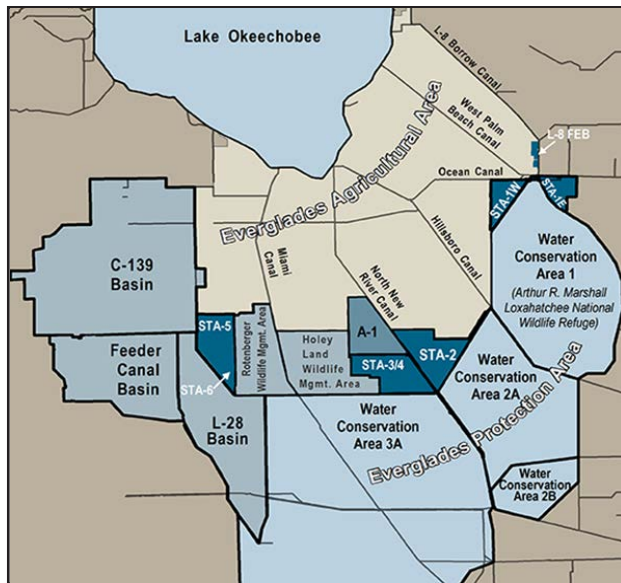 Lake Okeechobee
L-8 Borrow Canal
West Palm
Beach Canal
L-8 FEB
Everglades Agricultural Area
Ocean Canal
STA-1W
STA-1E
C-139
Basin
Miami
Canal
Hillsboro Canal
North New
River Canal
Water
Conservation
Area 1
(Arthur R. Marshall
Loxahatchee National
Wildlife Refuge)
STA-5
Rotenberger
Wildlife Mgmt. Area
Holey
Land
Wildlife
Mgmt. Area
A-1
STA-3/4
STA-2
Feeder
Canal
Basin
STA-6
L-28
Basin
Water
Conservation
Area 2A
Water
Conservation
Area 3A
Everglades Protection Area
Water
Conservation
Area 2B